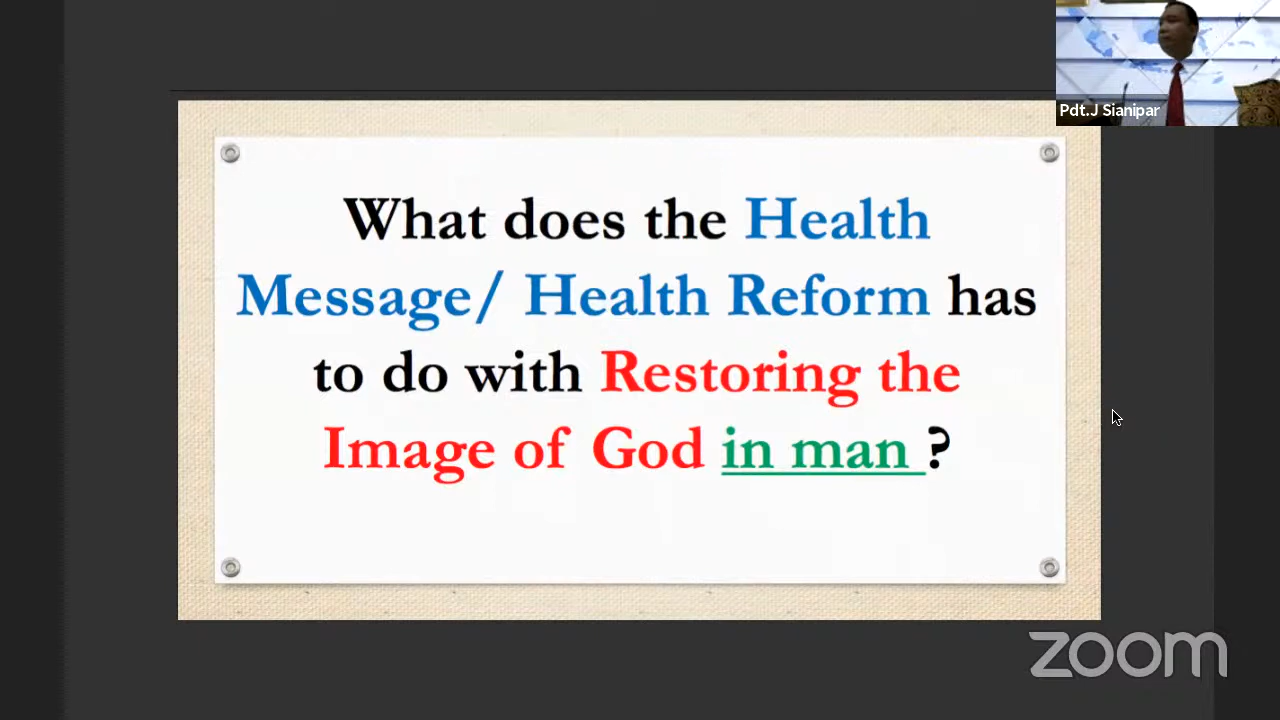 Pdt.J Sianipar
What does the Health
Message/ Health Reform has
to do with Restoring the
Image of God in man ?
zoom